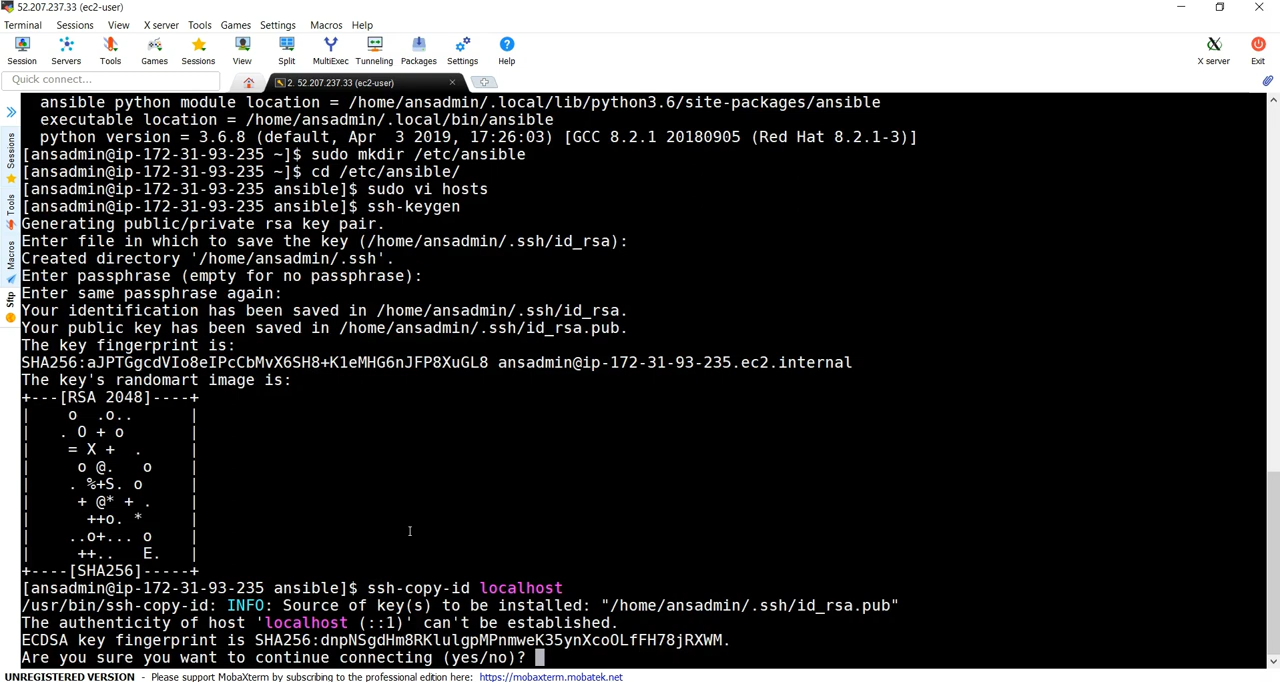 52.207.237.33 (ec2-user)
Terminal Sessions View X server Tools Games Settings Macros Help
Session Servers Tools Games Sessions View Split MultiExec Tunneling Packages Settings Help X server Exit
Quick connect...
2. 52.207.237.33 (ec2-user)
Sessions
Tools
Macros
Sftp
ansible python module location = /home/ansadmin/.local/lib/python3.6/site-packages/ansible
executable location = /home/ansadmin/.local/bin/ansible
python version = 3.6.8 (default, Apr  3 2019, 17:26:03) [GCC 8.2.1 20180905 (Red Hat 8.2.1-3)]
[ansadmin@ip-172-31-93-235 ~]$ sudo mkdir /etc/ansible
[ansadmin@ip-172-31-93-235 ~]$ cd /etc/ansible/
[ansadmin@ip-172-31-93-235 ansible]$ sudo vi hosts
[ansadmin@ip-172-31-93-235 ansible]$ ssh-keygen
Generating public/private rsa key pair.
Enter file in which to save the key (/home/ansadmin/.ssh/id_rsa):
Created directory '/home/ansadmin/.ssh'.
Enter passphrase (empty for no passphrase):
Enter same passphrase again:
Your identification has been saved in /home/ansadmin/.ssh/id_rsa.
Your public key has been saved in /home/ansadmin/.ssh/id_rsa.pub.
The key fingerprint is:
SHA256:aJPTGgcdVIo8eIPcCbMvX6SH8+K1eMHG6nJFP8XuGL8 ansadmin@ip-172-31-93-235.ec2.internal
The key's randomart image is:
+---[RSA 2048]----+
|    o  .o..      |
|   . O + o       |
|    = X +  .     |
|     o @.   o    |
|    . %+S. o     |
|     + @* + .    |
|      ++o. *     |
|    ..o+... o    |
|     ++..   E.   |
+----[SHA256]-----+
[ansadmin@ip-172-31-93-235 ansible]$ ssh-copy-id localhost
/usr/bin/ssh-copy-id: INFO: Source of key(s) to be installed: "/home/ansadmin/.ssh/id_rsa.pub"
The authenticity of host 'localhost (::1)' can't be established.
ECDSA key fingerprint is SHA256:dnpNSgdHm8RKlulgpMPnmweK35ynXcoOLfFH78jRXWM.
Are you sure you want to continue connecting (yes/no)?
UNREGISTERED VERSION - Please support MobaXterm by subscribing to the professional edition here: https://mobaxterm.mobatek.net